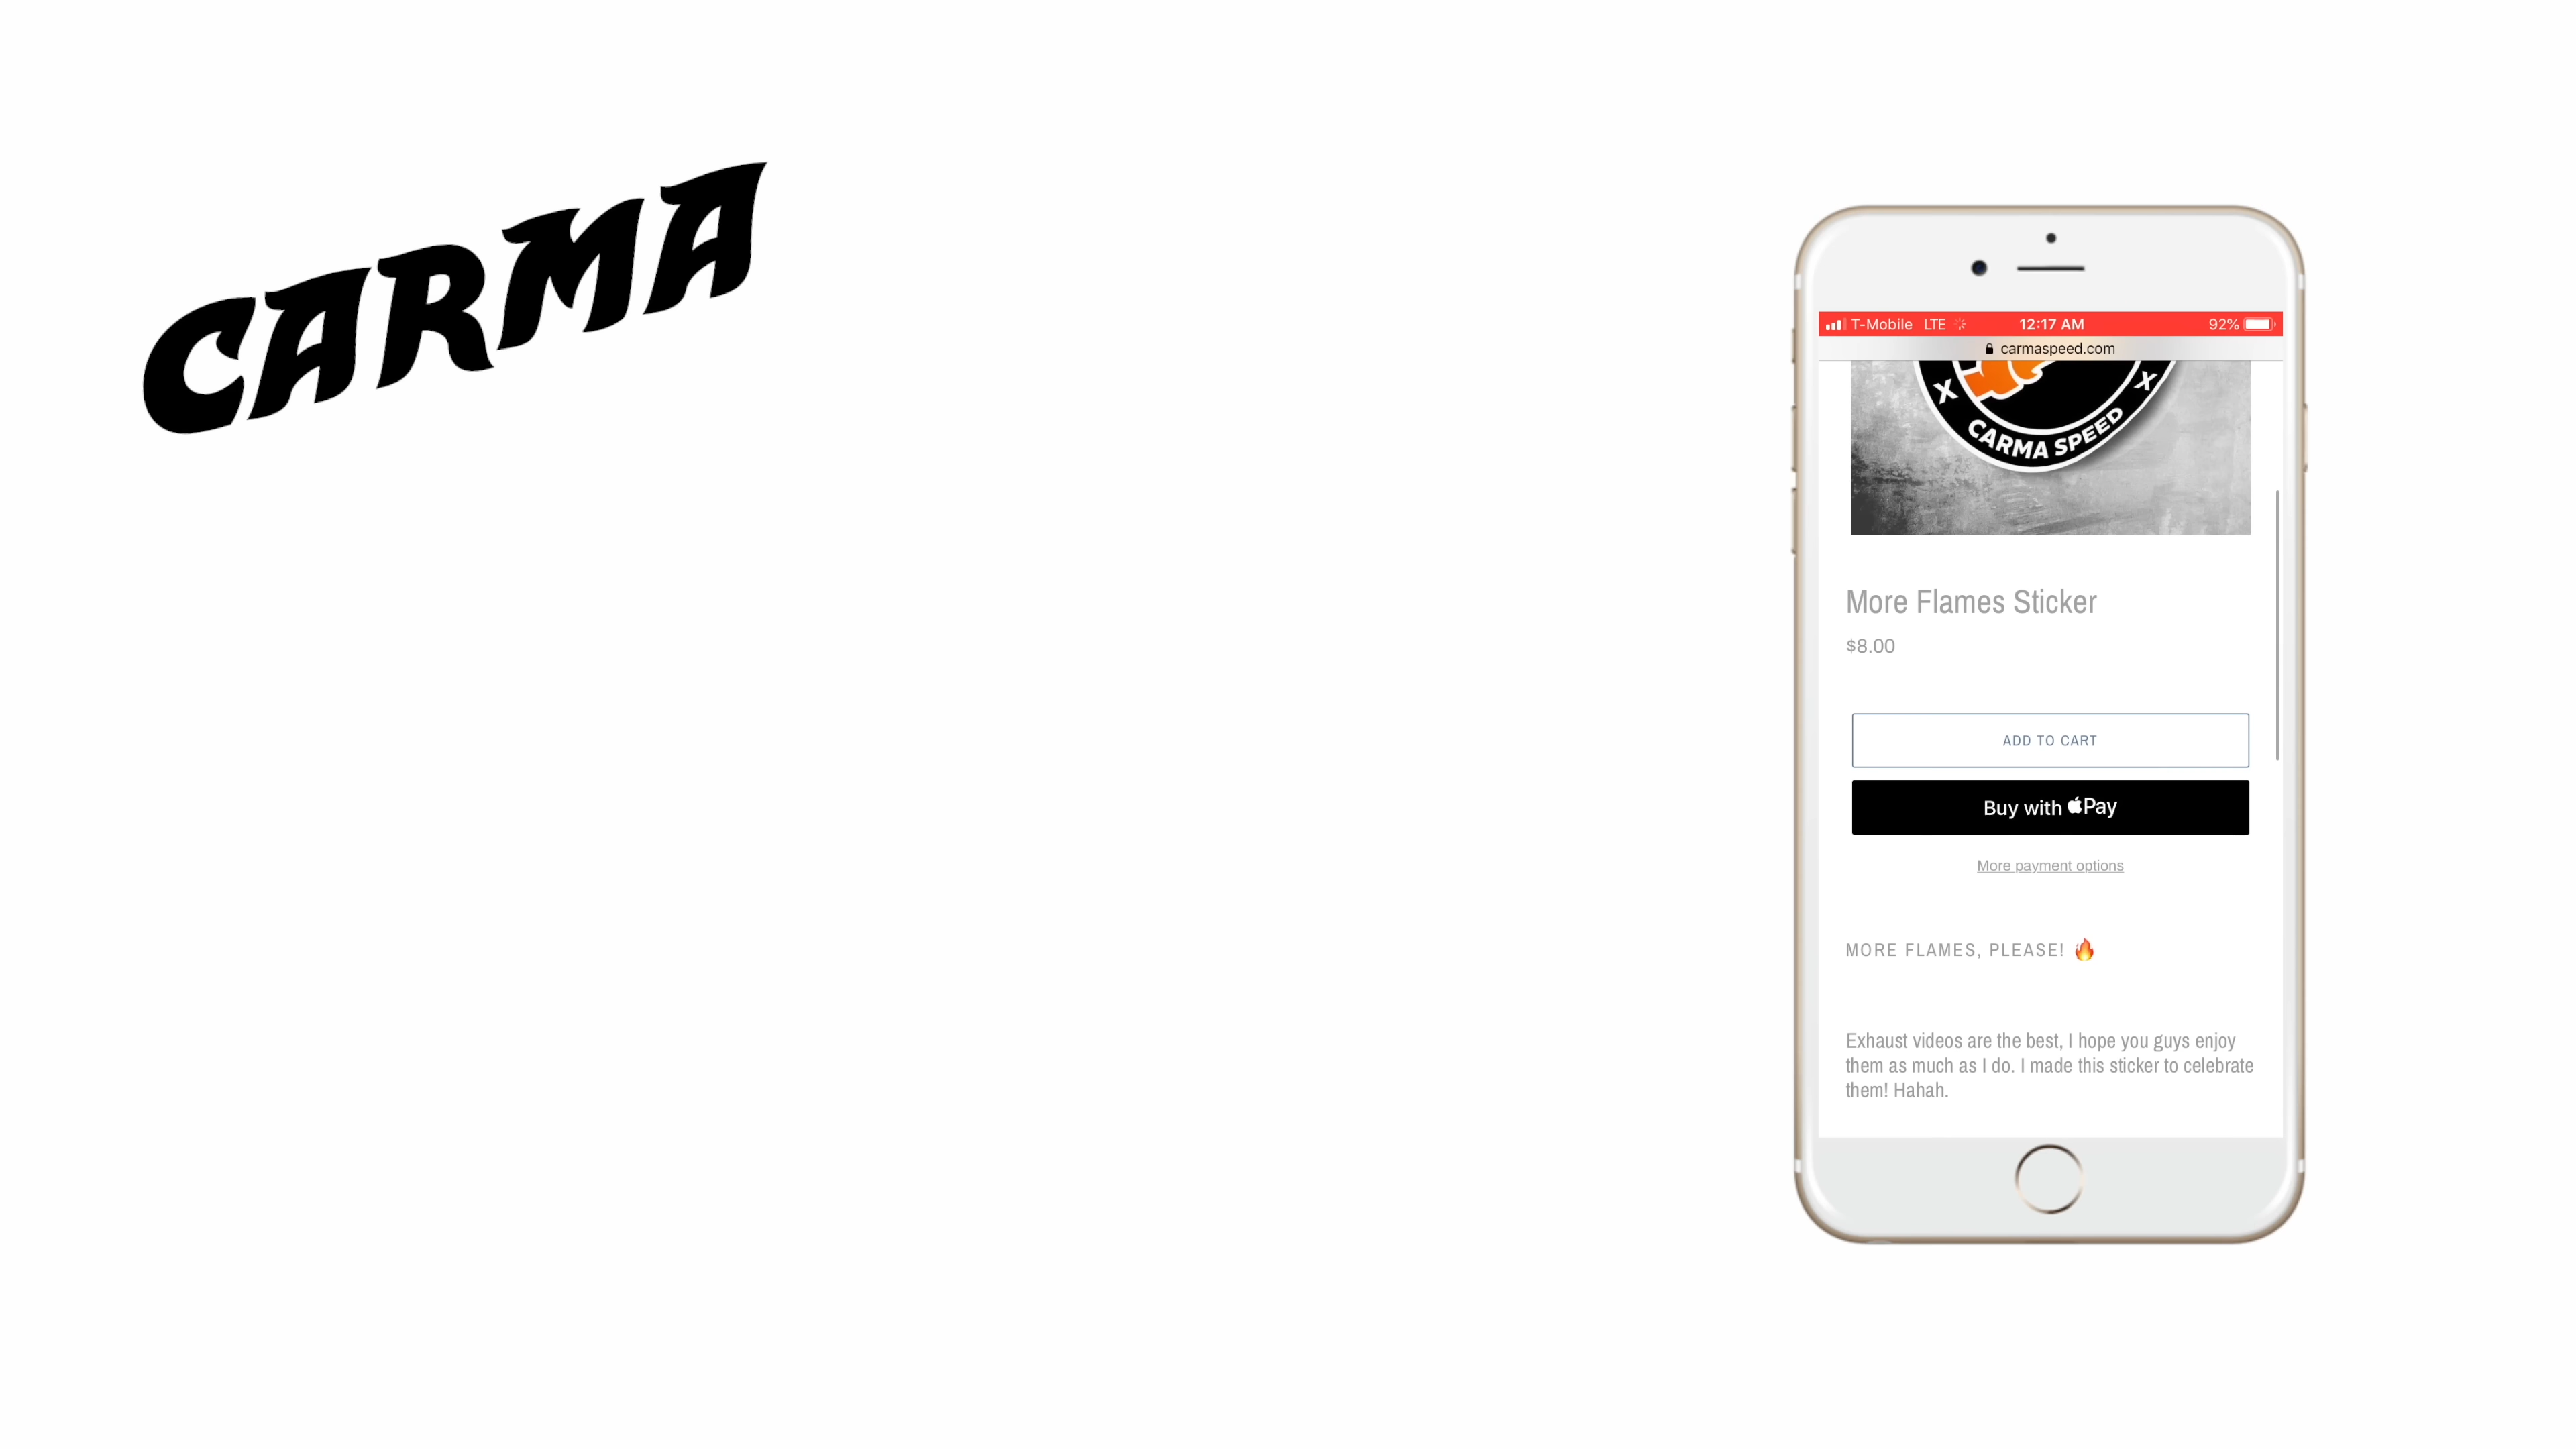 CARMA
T-Mobile LTE 12:17 AM 92%
carmaspeed.com
X CARMA SPEED X
More Flames Sticker
$8.00
ADD TO CART
Buy with Pay
More payment options
MORE FLAMES, PLEASE! 🔥
Exhaust videos are the best, I hope you guys enjoy
them as much as I do. I made this sticker to celebrate
them! Hahah.